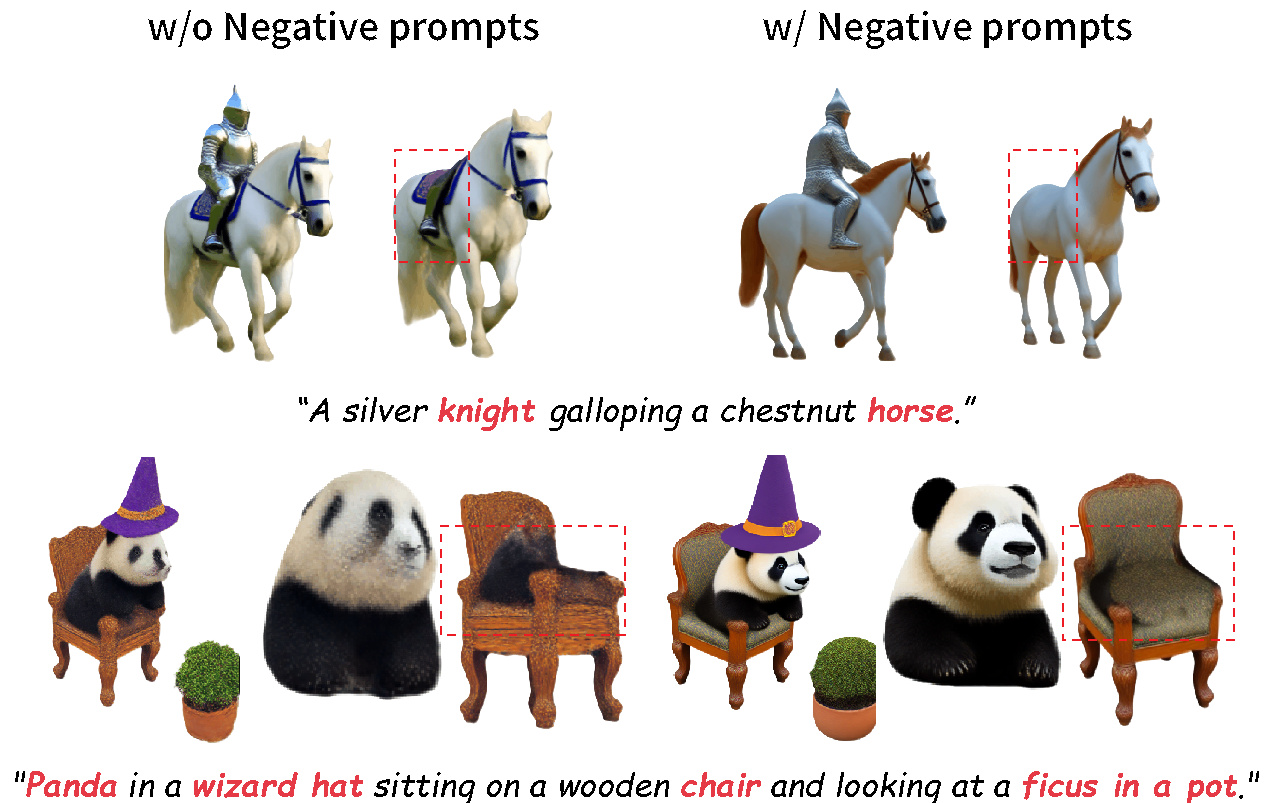 w/o Negative prompts
w/ Negative prompts
“A silver knight galloping a chestnut horse.”
"Panda in a wizard hat sitting on a wooden chair and looking at a ficus in a pot."